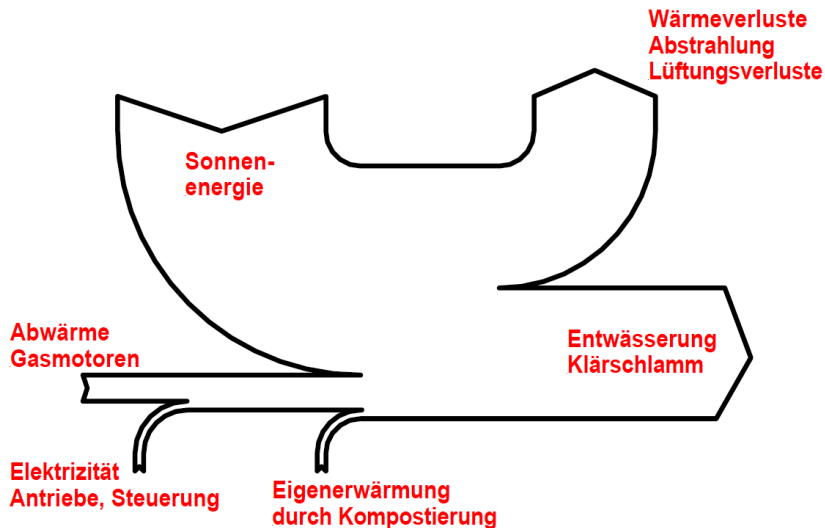 Wärmeverluste
Abstrahlung
Lüftungsverluste
Sonnen-
energie
Abwärme
Gasmotoren
Entwässerung
Klärschlamm
Elektrizität
Antriebe, Steuerung
Eigenerwärmung
durch Kompostierung